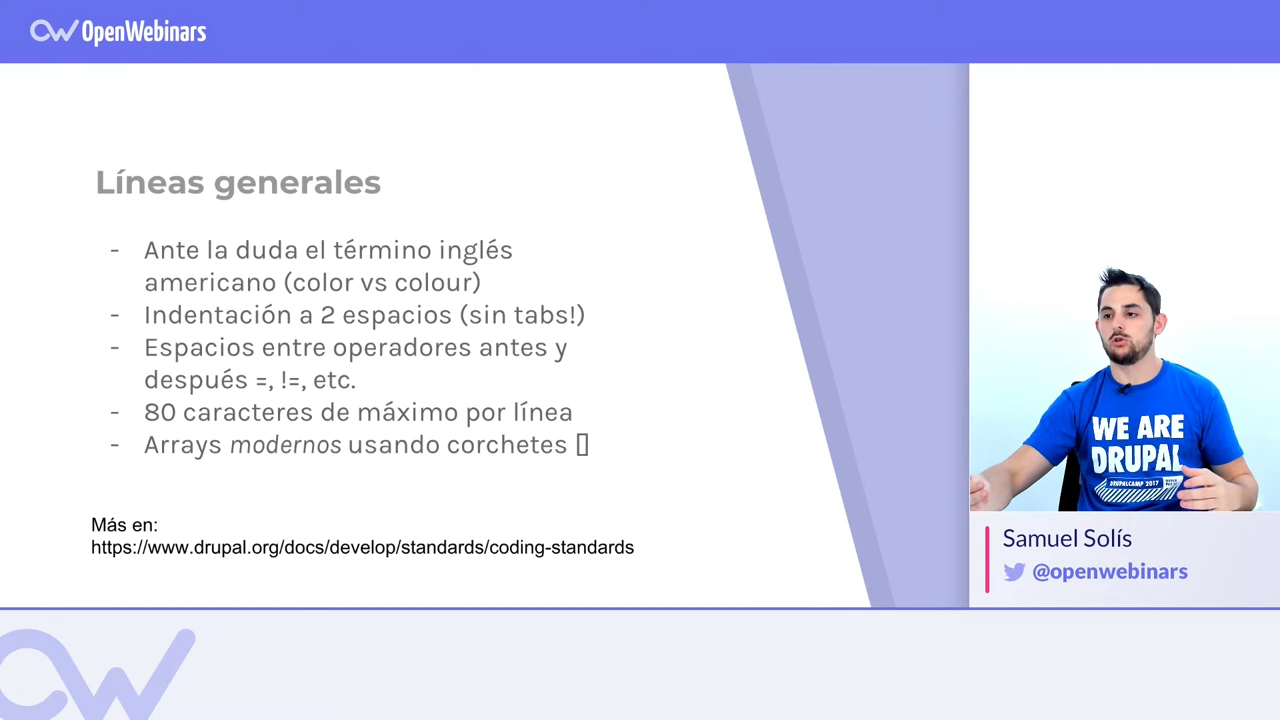 OpenWebinars
Líneas generales
- Ante la duda el término inglés
americano (color vs colour)
- Indentación a 2 espacios (sin tabs!)
- Espacios entre operadores antes y
después =, !=, etc.
- 80 caracteres de máximo por línea
- Arrays modernos usando corchetes []
Más en:
https://www.drupal.org/docs/develop/standards/coding-standards
WE ARE
DRUPAL
DRUPALCAMP 2017
Samuel Solís
@openwebinars